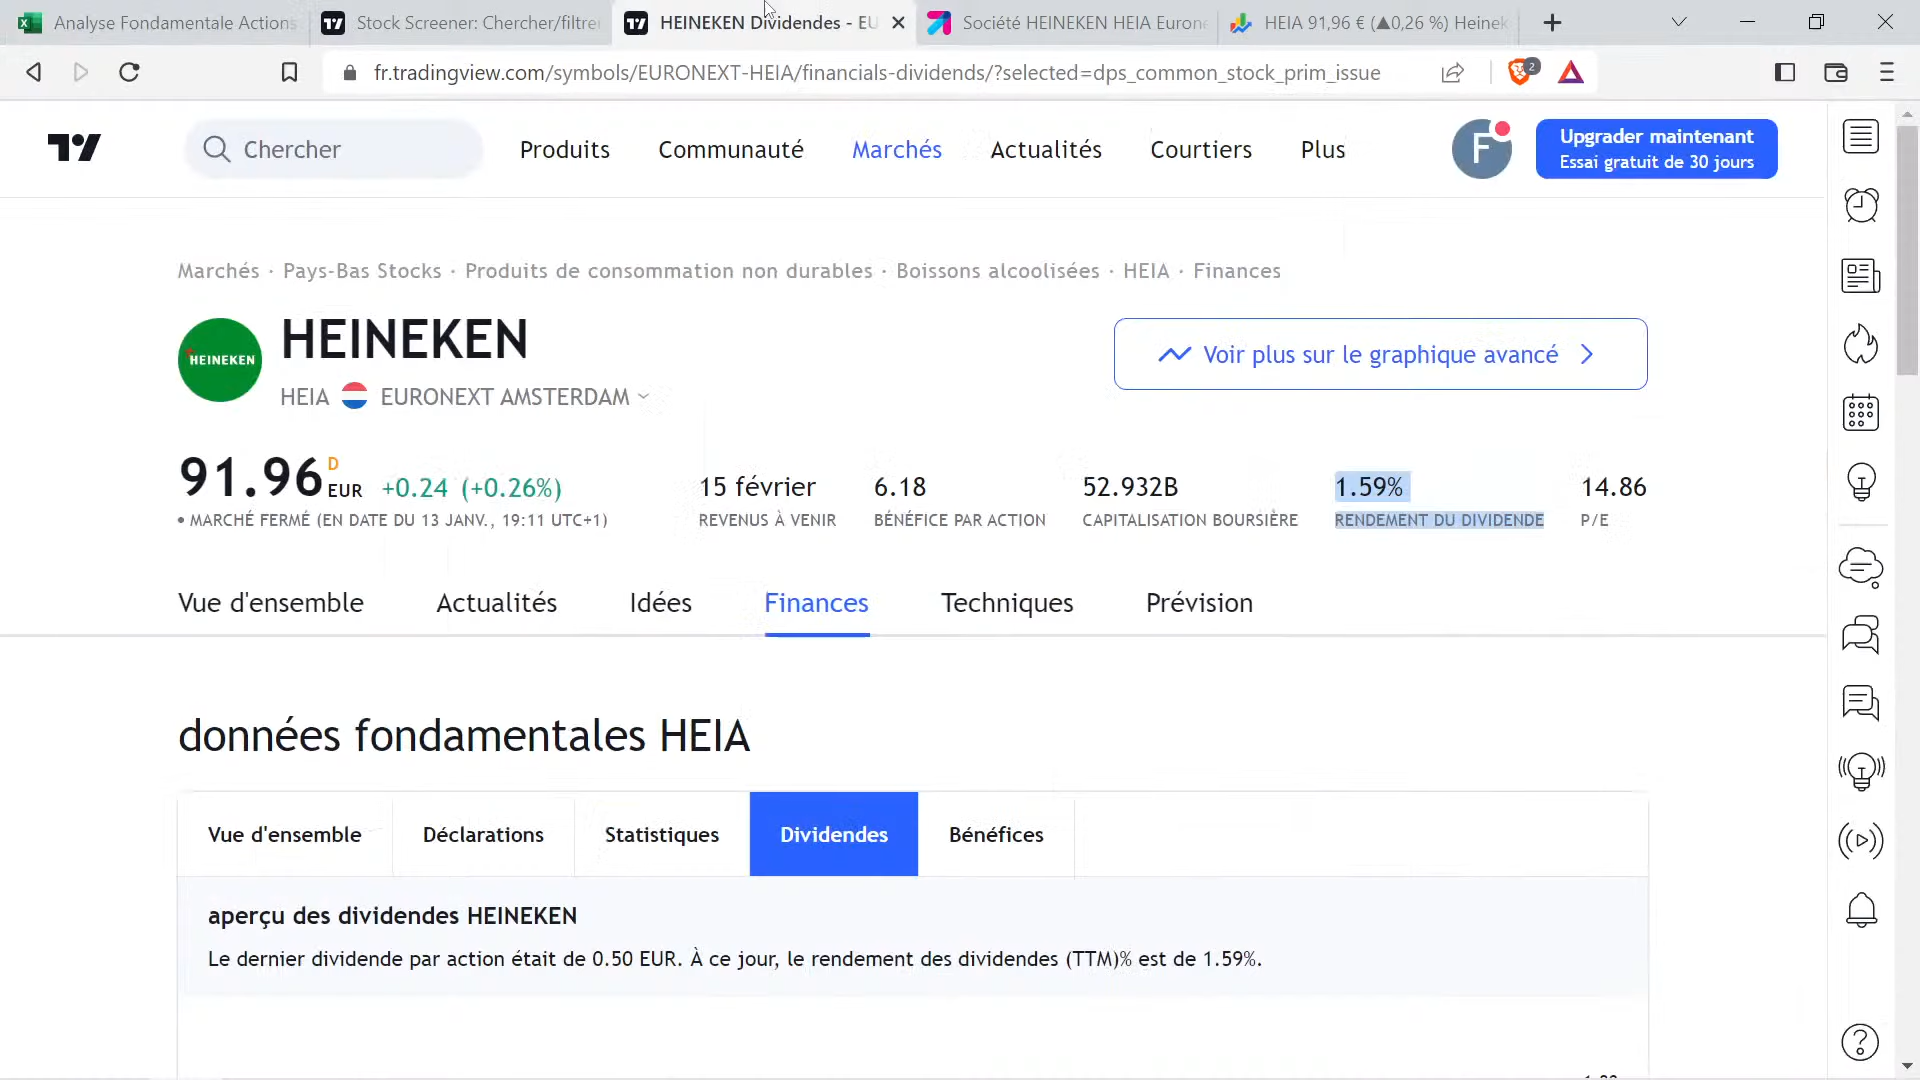 Analyse Fondamentale Actions
Stock Screener: Chercher/filtrer
HEINEKEN Dividendes - EU
Société HEINEKEN HEIA Eurone
HEIA 91,96 € (▲0,26 %) Heinek
fr.tradingview.com/symbols/EURONEXT-HEIA/financials-dividends/?selected=dps_common_stock_prim_issue
2
Chercher
Produits
Communauté
Marchés
Actualités
Courtiers
Plus
F
Upgrader maintenant
Essai gratuit de 30 jours
Marchés · Pays-Bas Stocks · Produits de consommation non durables · Boissons alcoolisées · HEIA · Finances
HEINEKEN
HEINEKEN
Voir plus sur le graphique avancé
HEIA EURONEXT AMSTERDAM
91.96 D EUR +0.24 (+0.26%)
• MARCHÉ FERMÉ (EN DATE DU 13 JANV., 19:11 UTC+1)
15 février
REVENUS À VENIR
6.18
BÉNÉFICE PAR ACTION
52.932B
CAPITALISATION BOURSIÈRE
1.59%
RENDEMENT DU DIVIDENDE
14.86
P/E
Vue d'ensemble
Actualités
Idées
Finances
Techniques
Prévision
données fondamentales HEIA
Vue d'ensemble
Déclarations
Statistiques
Dividendes
Bénéfices
aperçu des dividendes HEINEKEN
Le dernier dividende par action était de 0.50 EUR. À ce jour, le rendement des dividendes (TTM)% est de 1.59%.